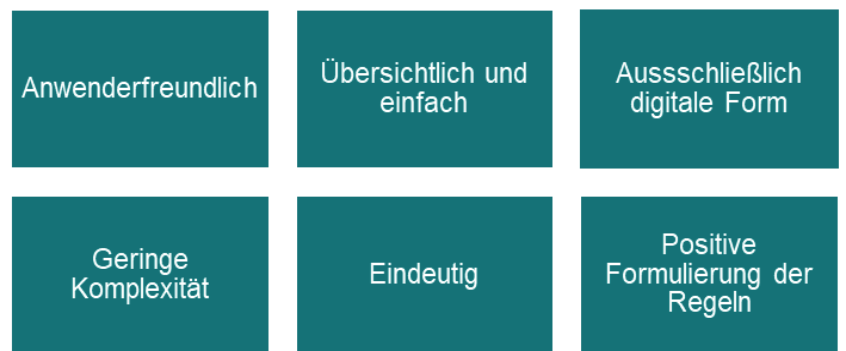 Anwenderfreundlich
Übersichtlich und
einfach
Aussschließlich
digitale Form
Geringe
Komplexität
Eindeutig
Positive
Formulierung der
Regeln